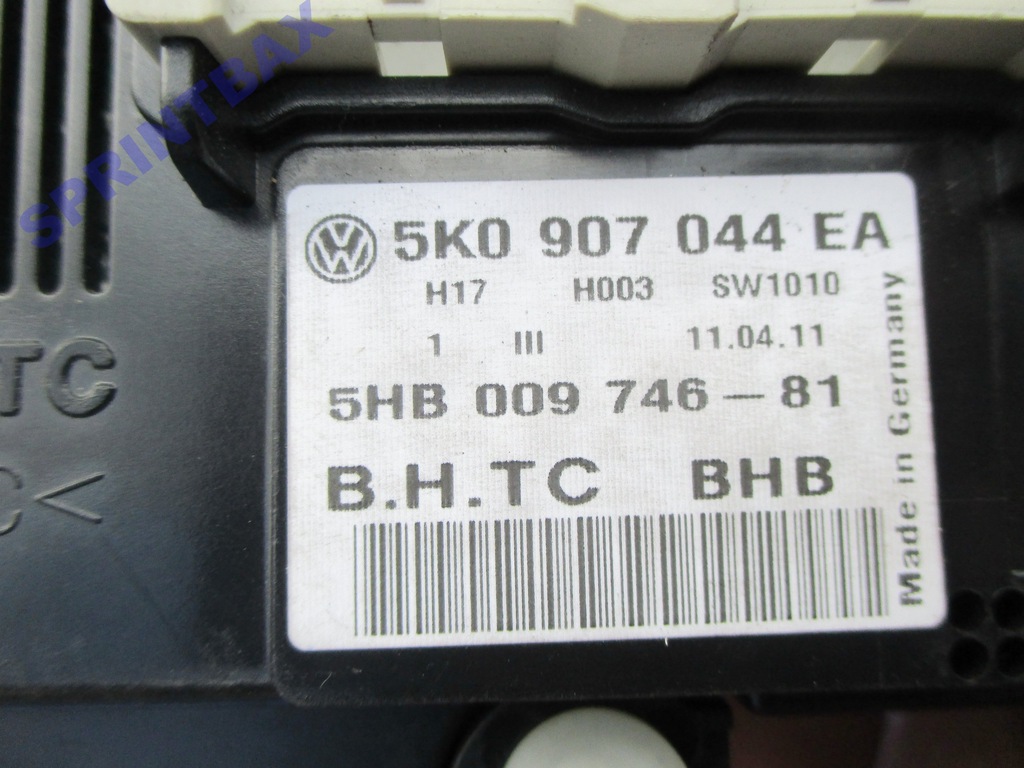 SPRINTBAX
5K0 907 044 EA
H17 H003 SW1010
1 III 11.04.11
5HB 009 746-81
B.H.TC BHB
Made in Germany
TC
C<